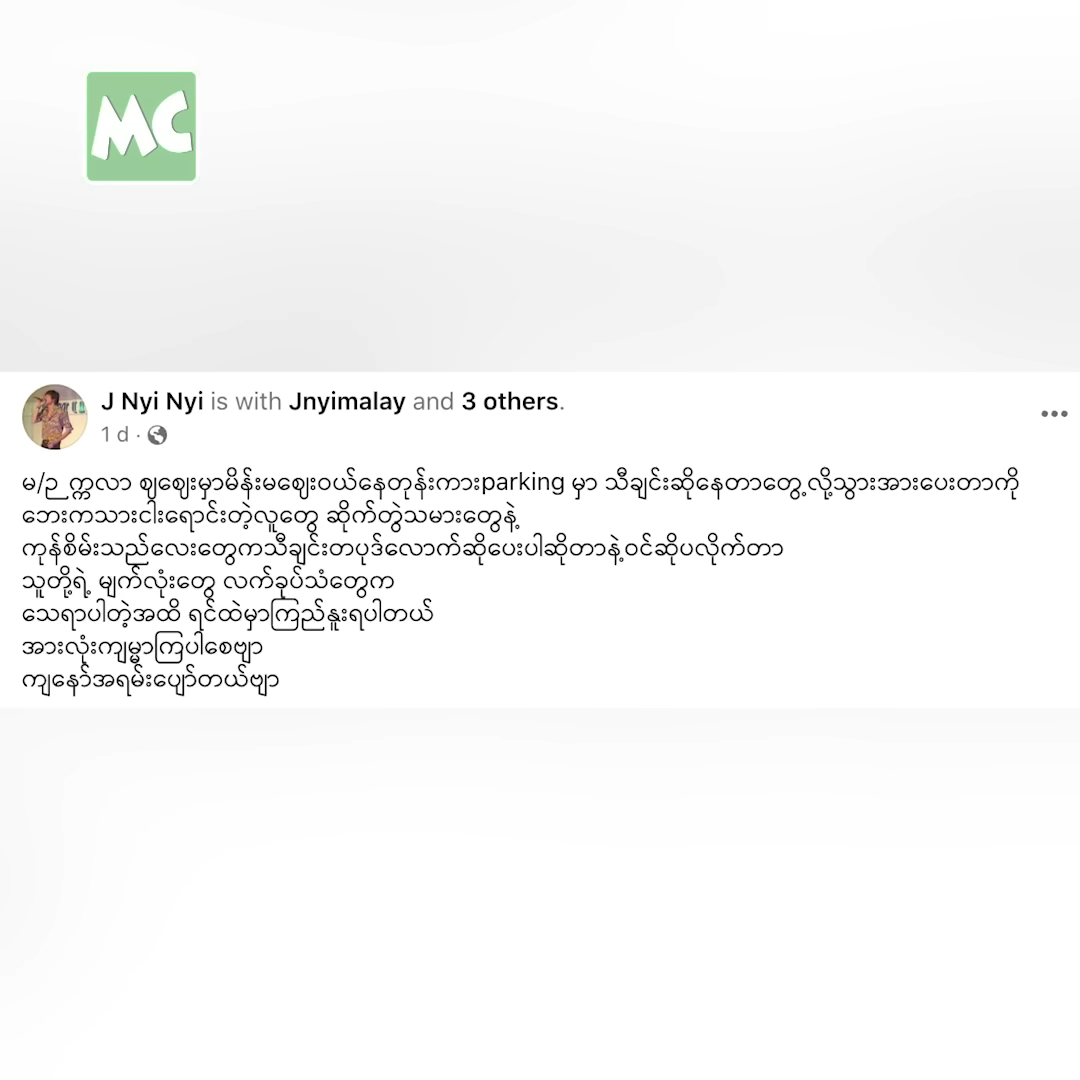 MC
J Nyi Nyi is with Jnyimalay and 3 others.
1 d ·
မ/ဥ က္ကလာ ဈဈေးမှာမိန်းမဈေးဝယ်နေတုန်းကားparking မှာ သီချင်းဆိုနေတာတွေ့လို့သွားအားပေးတာကို
ဘေးကသားငါးရောင်းတဲ့လူတွေ ဆိုက်တွဲသမားတွေနဲ့
ကုန်စိမ်းသည်လေးတွေကသီချင်းတပုဒ်လောက်ဆိုပေးပါဆိုတာနဲ့ဝင်ဆိုပလိုက်တာ
သူတို့ရဲ့ မျက်လုံးတွေ လက်ခုပ်သံတွေက
သေရာပါတဲ့အထိ ရင်ထဲမှာကြည်နူးရပါတယ်
အားလုံးကျမ္မာကြပါစေဗျာ
ကျနော်အရမ်းပျော်တယ်ဗျာ